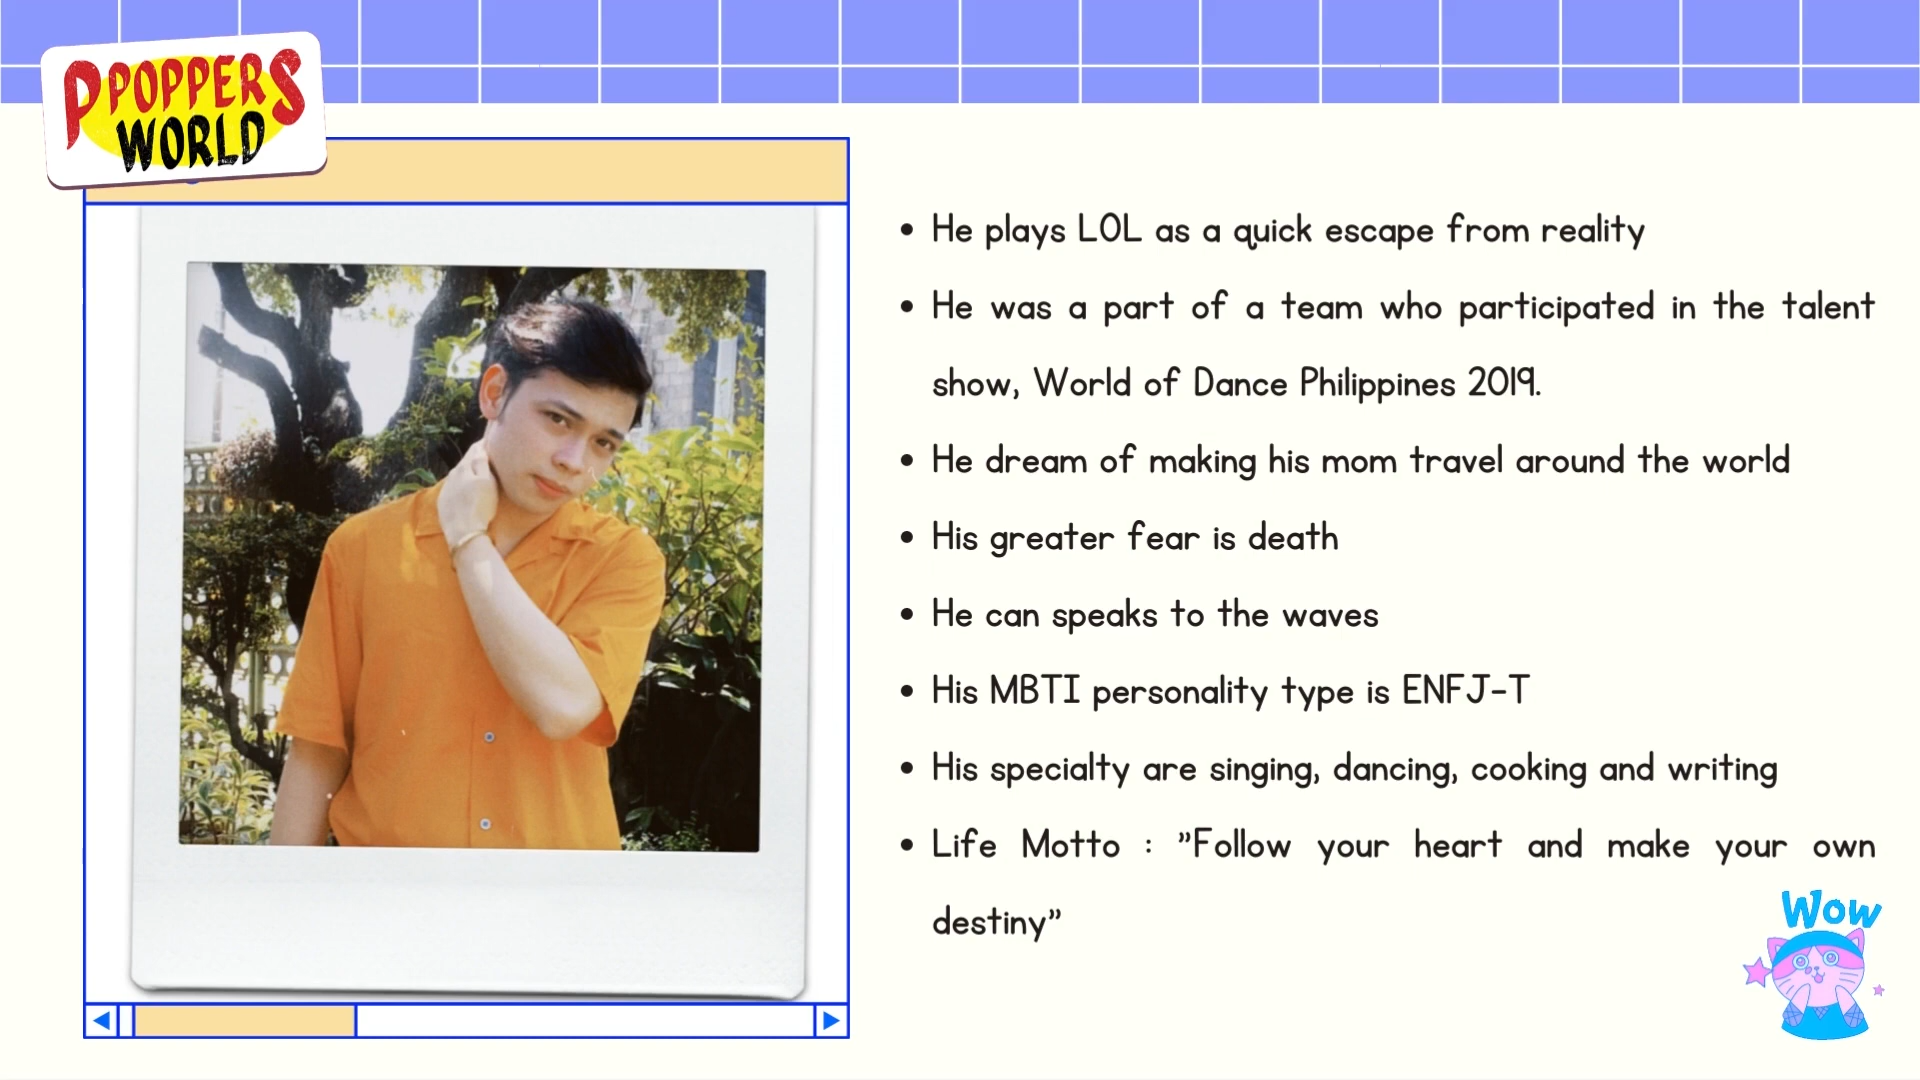 PPOPPERS
WORLD
• He plays LOL as a quick escape from reality
• He was a part of a team who participated in the talent
show, World of Dance Philippines 2019.
• He dream of making his mom travel around the world
• His greater fear is death
• He can speaks to the waves
• His MBTI personality type is ENFJ-T
• His specialty are singing, dancing, cooking and writing
• Life Motto : ”Follow your heart and make your own
destiny”
Wow